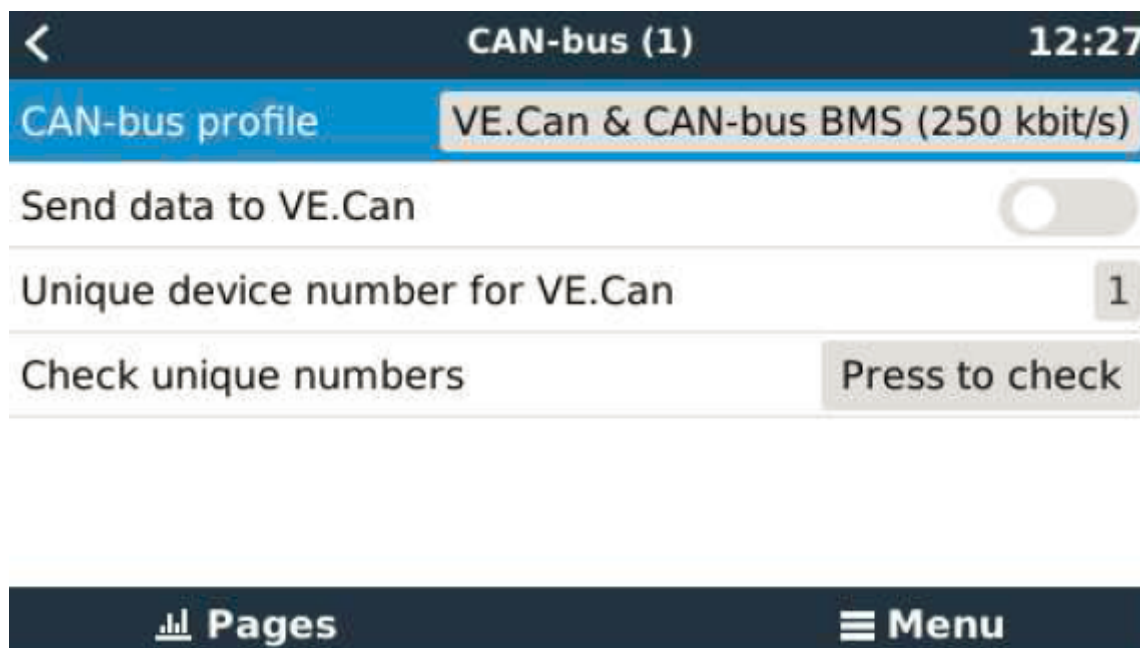 CAN-bus (1) 12:27
CAN-bus profile VE.Can & CAN-bus BMS (250 kbit/s)
Send data to VE.Can
Unique device number for VE.Can 1
Check unique numbers Press to check
Pages Menu